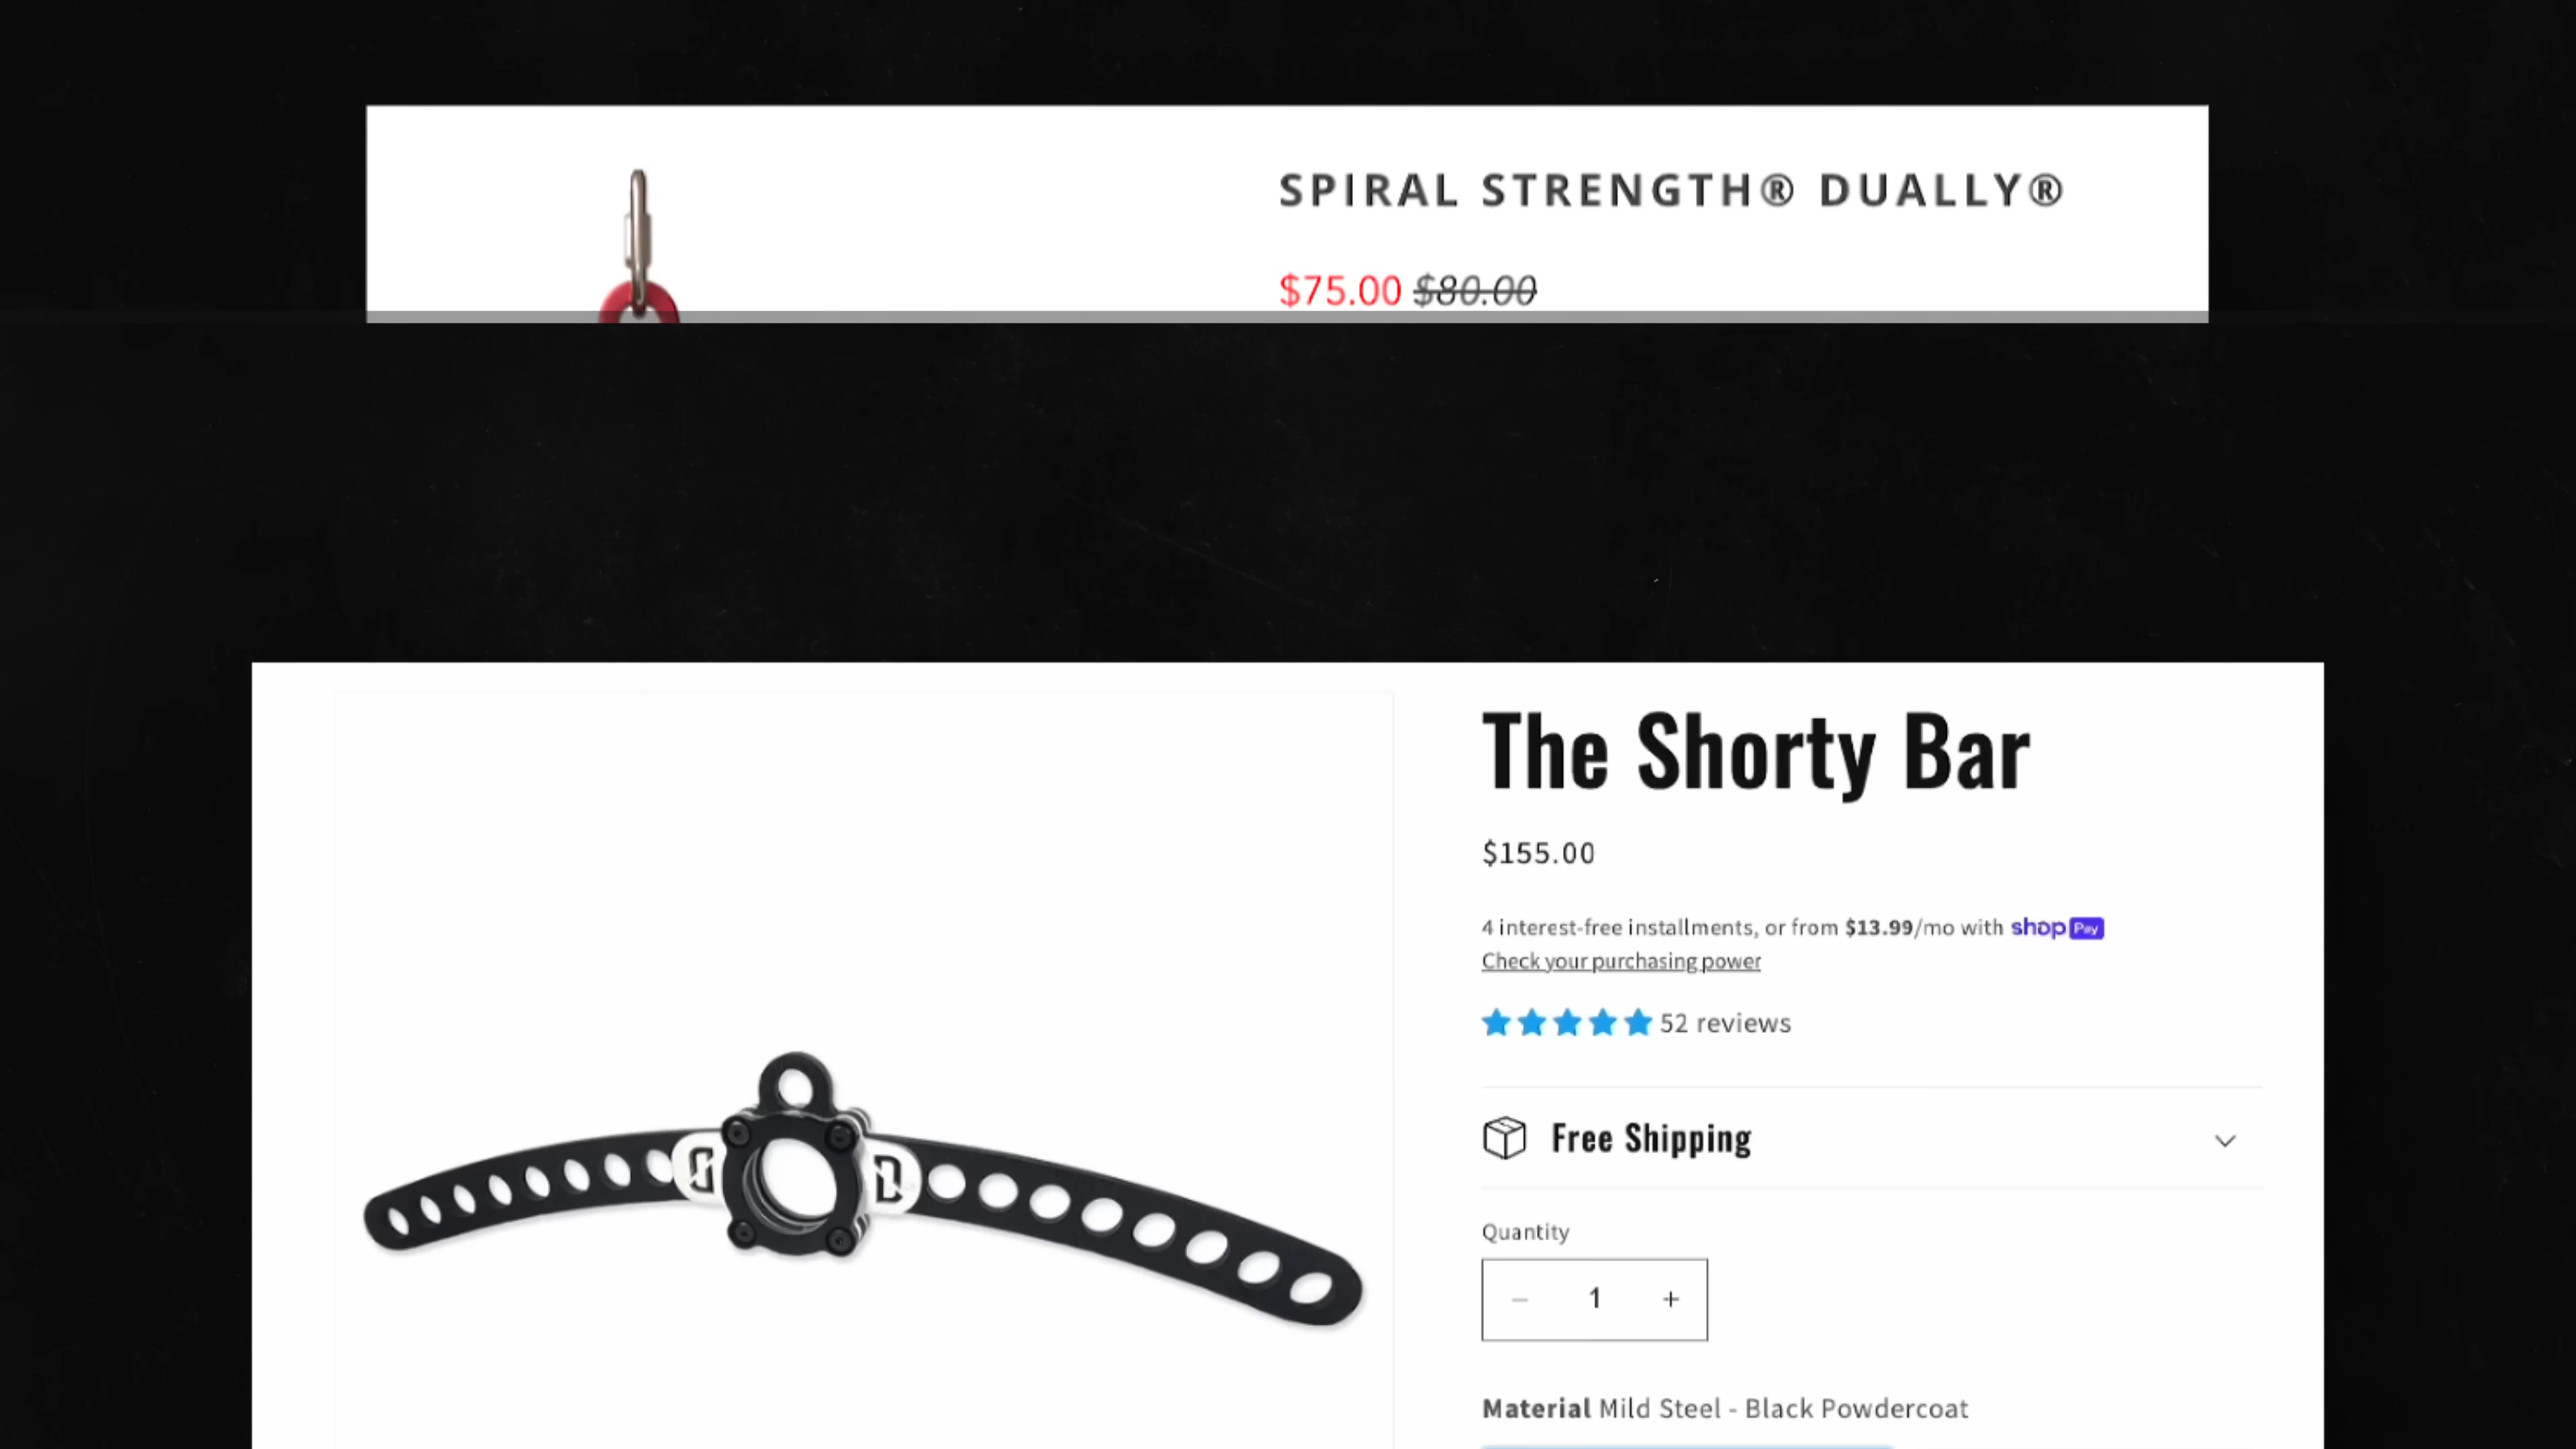 SPIRAL STRENGTH® DUALLY®
$75.00 $80.00
The Shorty Bar
$155.00
4 interest-free installments, or from $13.99/mo with shop Pay
Check your purchasing power
52 reviews
Free Shipping
Quantity
− 1 +
Material Mild Steel - Black Powdercoat